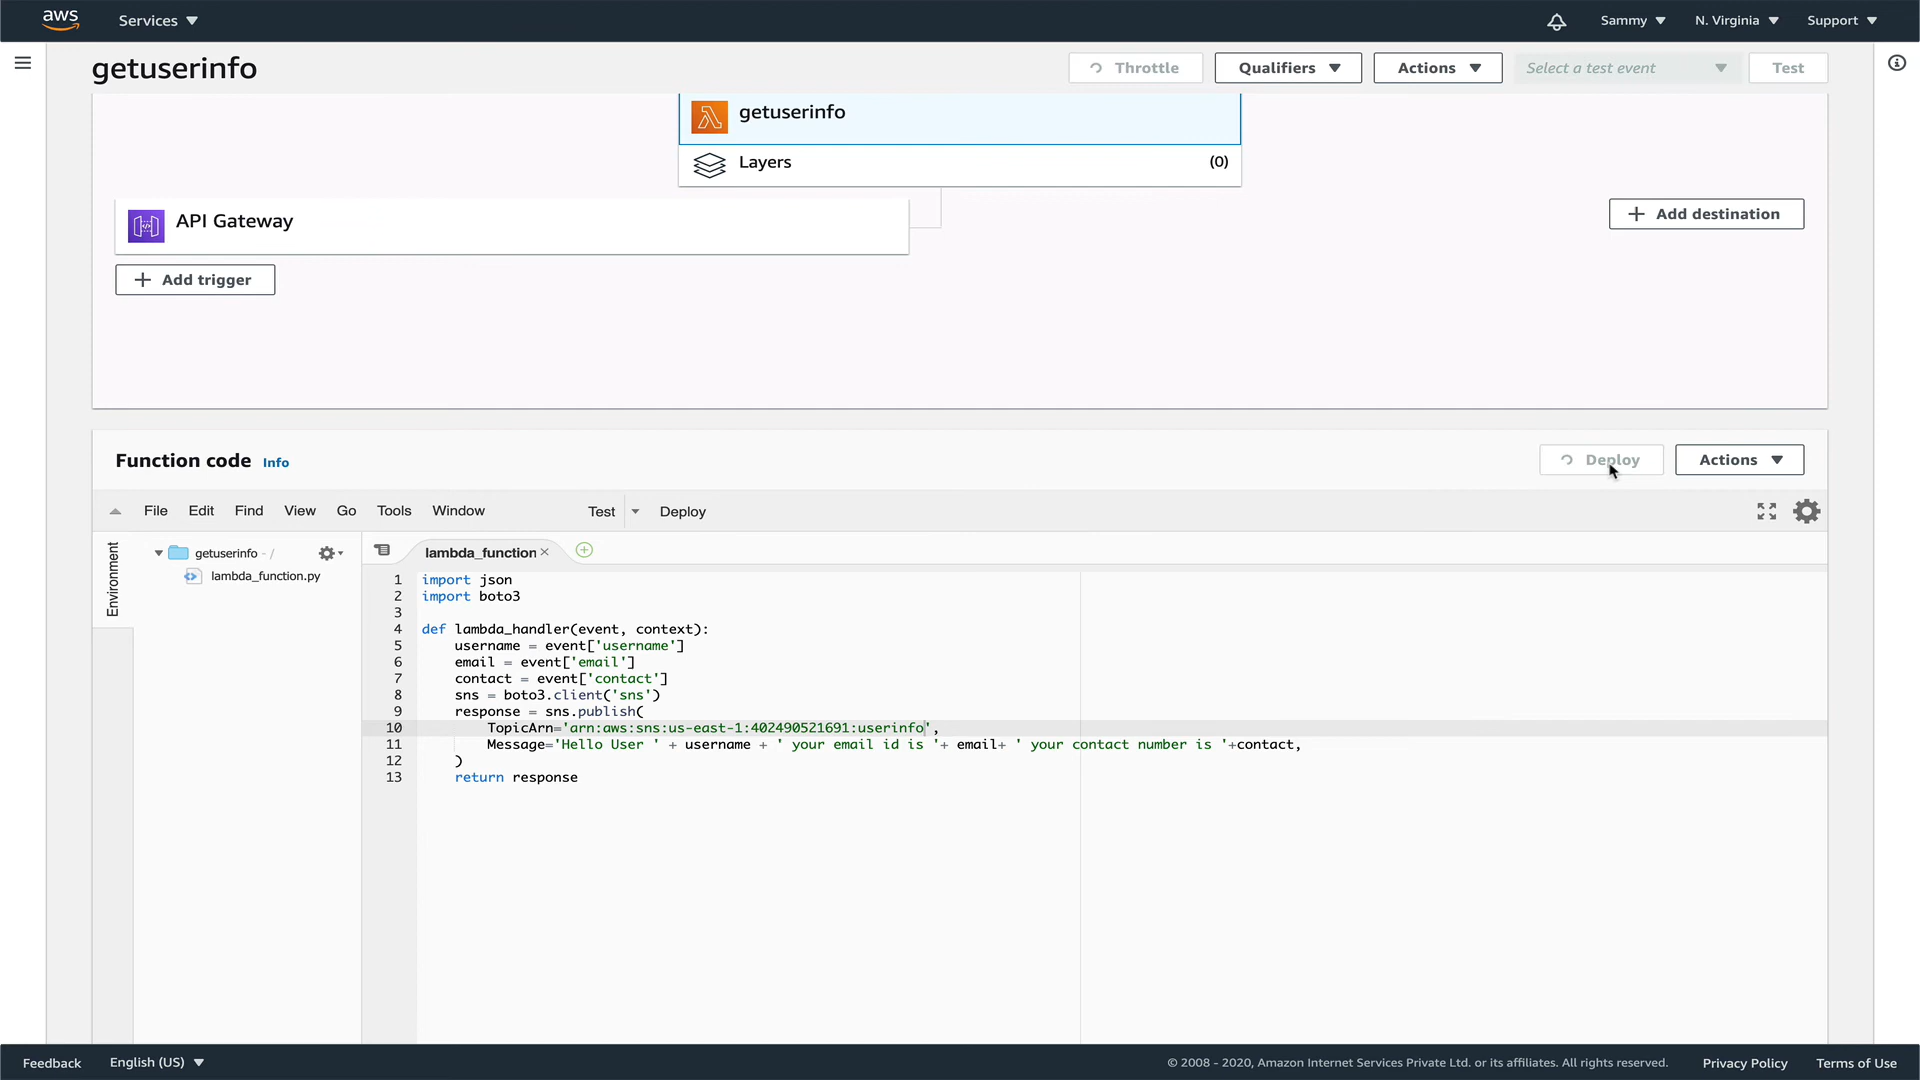 aws Services Sammy N. Virginia Support
getuserinfo Throttle Qualifiers Actions Select a test event Test
getuserinfo
Layers (0)
API Gateway
+ Add destination
+ Add trigger
Function code Info Deploy Actions
File Edit Find View Go Tools Window Test Deploy
Environment
getuserinfo - /
lambda_function.py
lambda_function ×
1 import json
2 import boto3
3
4 def lambda_handler(event, context):
5 username = event['username']
6 email = event['email']
7 contact = event['contact']
8 sns = boto3.client('sns')
9 response = sns.publish(
10 TopicArn='arn:aws:sns:us-east-1:402490521691:userinfo',
11 Message='Hello User ' + username + ' your email id is '+ email+ ' your contact number is '+contact,
12 )
13 return response
Feedback English (US) © 2008 - 2020, Amazon Internet Services Private Ltd. or its affiliates. All rights reserved. Privacy Policy Terms of Use